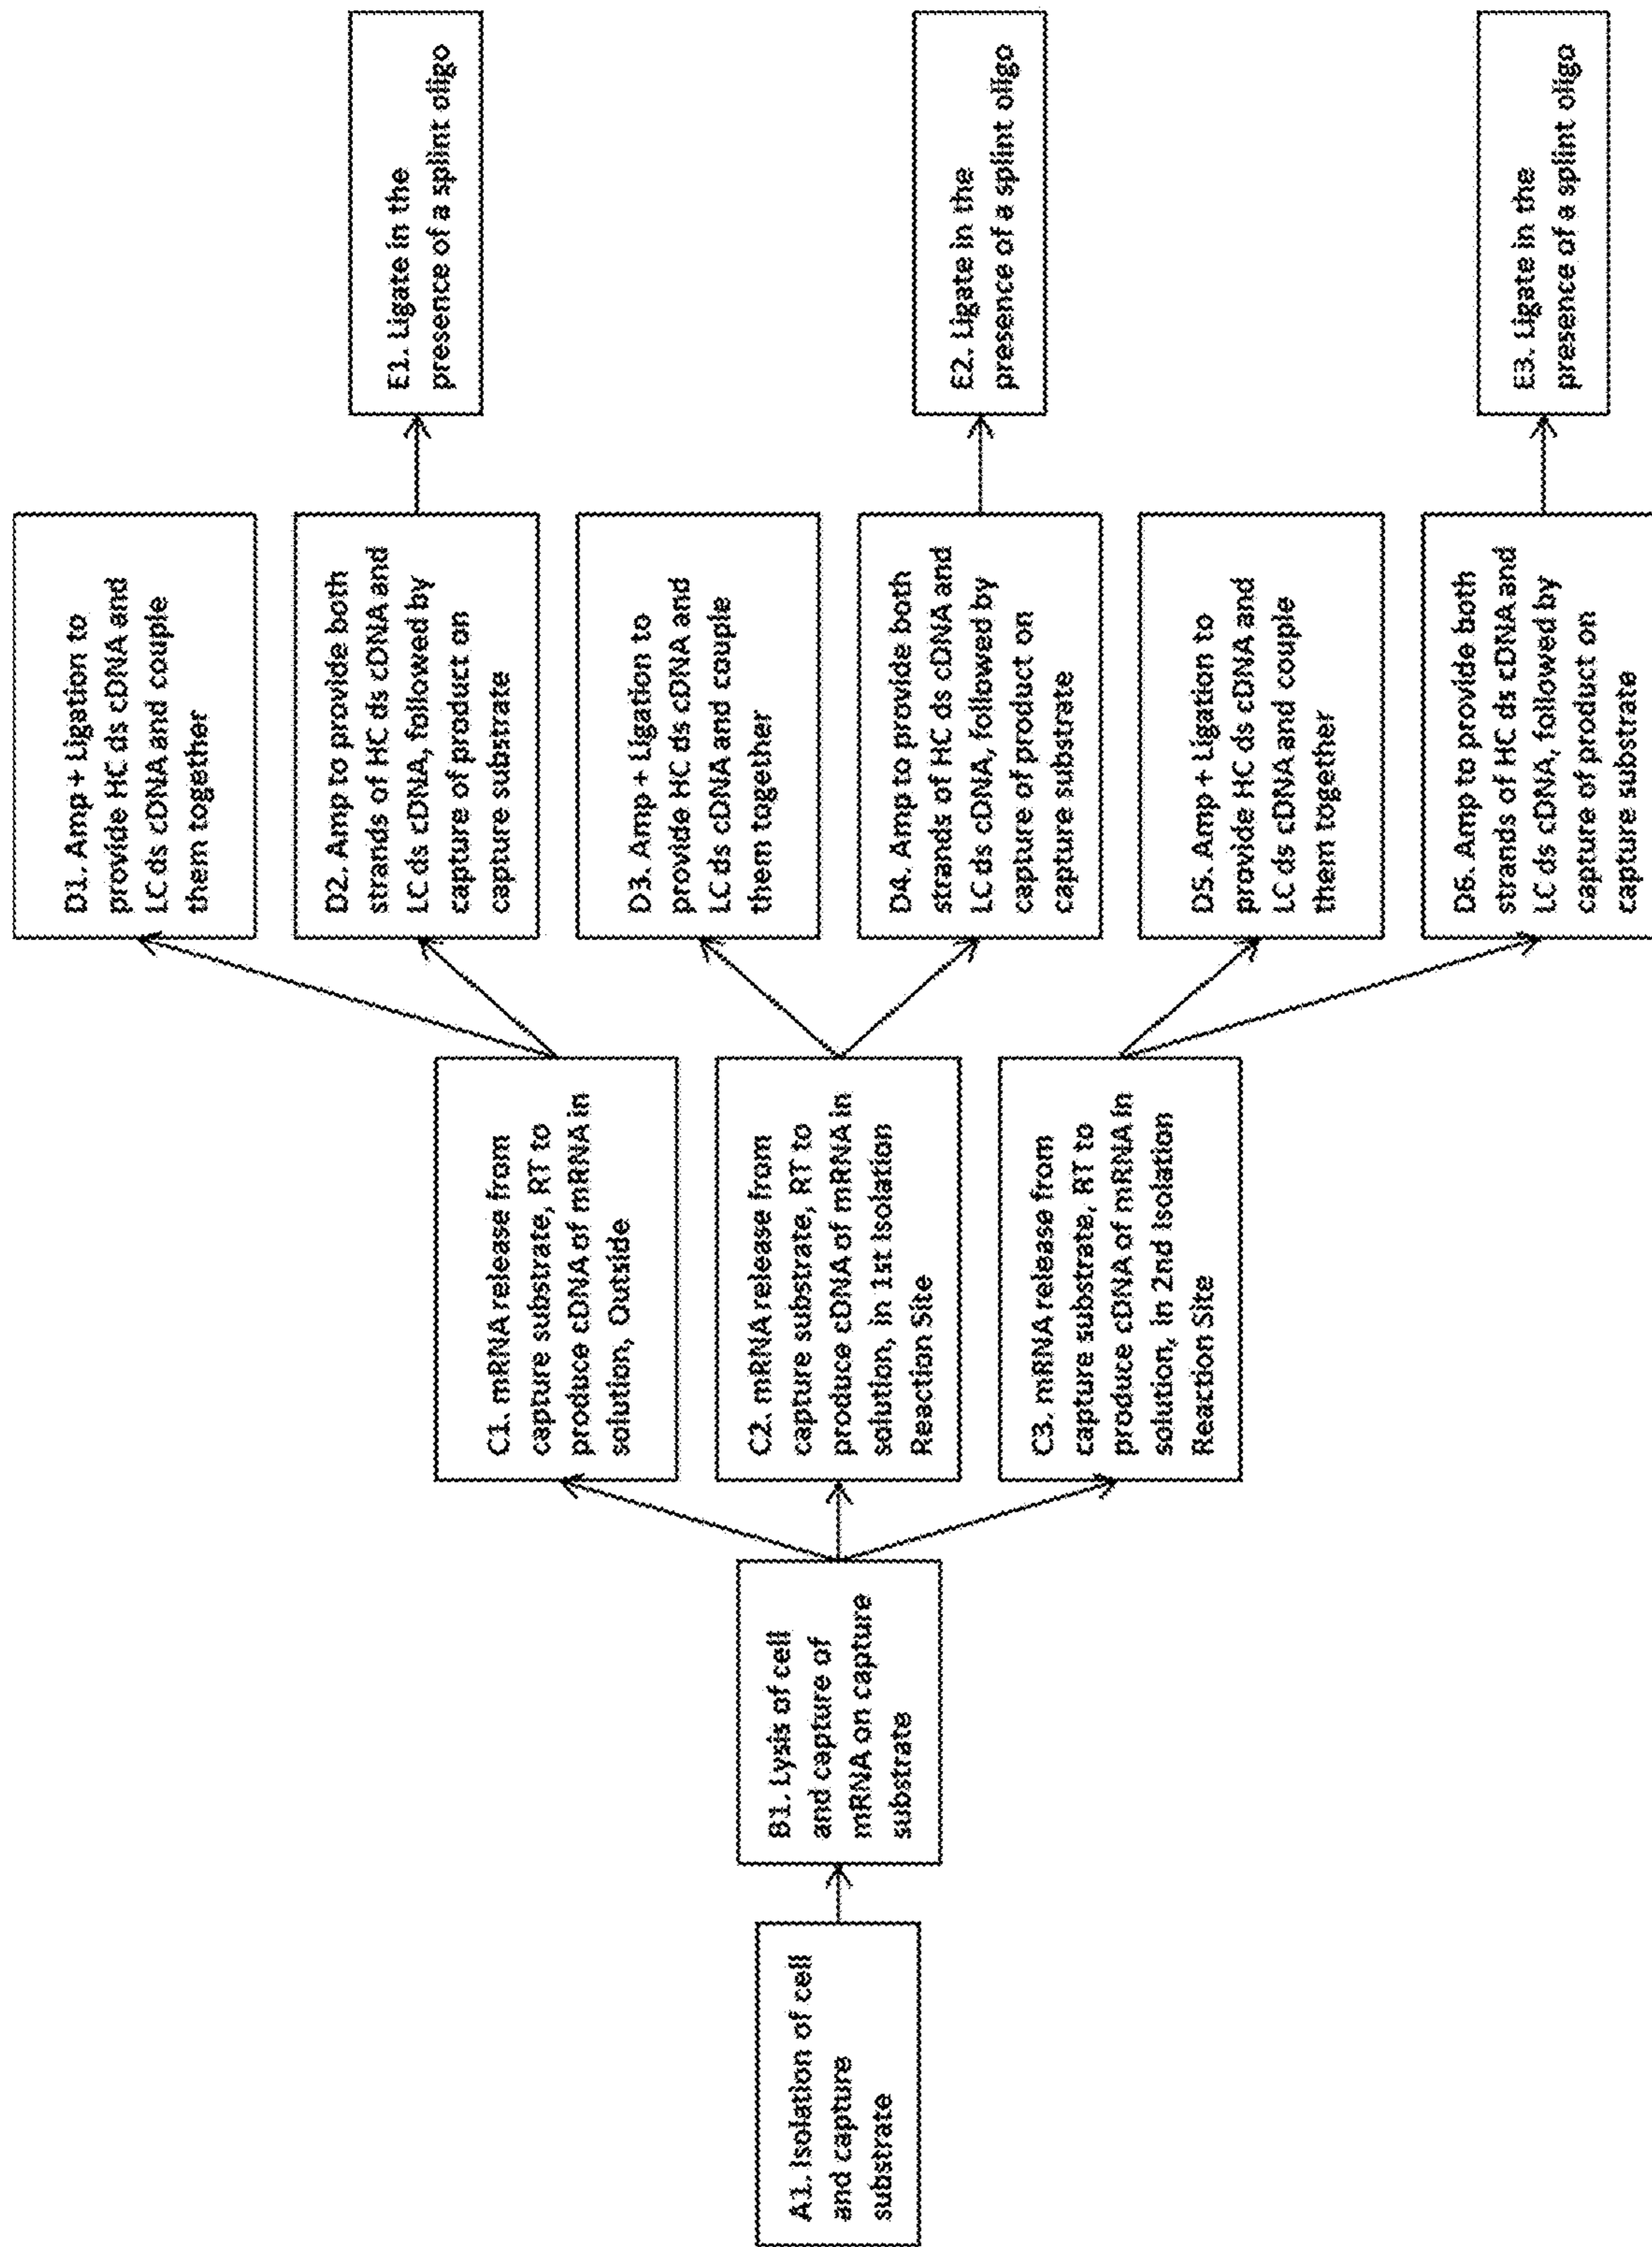 A1. Isolation of cell
and capture
substrate
B1. Lysis of cell
and capture of
mRNA on capture
substrate
C1. mRNA release from
capture substrate, RT to
produce cDNA of mRNA in
solution, Outside
C2. mRNA release from
capture substrate, RT to
produce cDNA of mRNA in
solution, in 1st Isolation
Reaction Site
C3. mRNA release from
capture substrate, RT to
produce cDNA of mRNA in
solution, in 2nd Isolation
Reaction Site
D1. Amp + Ligation to
provide HC ds cDNA and
LC ds cDNA and couple
them together
D2. Amp to provide both
strands of HC ds cDNA and
LC ds cDNA, followed by
capture of product on
capture substrate
D3. Amp + Ligation to
provide HC ds cDNA and
LC ds cDNA and couple
them together
D4. Amp to provide both
strands of HC ds cDNA and
LC ds cDNA, followed by
capture of product on
capture substrate
D5. Amp + Ligation to
provide HC ds cDNA and
LC ds cDNA and couple
them together
D6. Amp to provide both
strands of HC ds cDNA and
LC ds cDNA, followed by
capture of product on
capture substrate
E1. Ligate in the
presence of a splint oligo
E2. Ligate in the
presence of a splint oligo
E3. Ligate in the
presence of a splint oligo